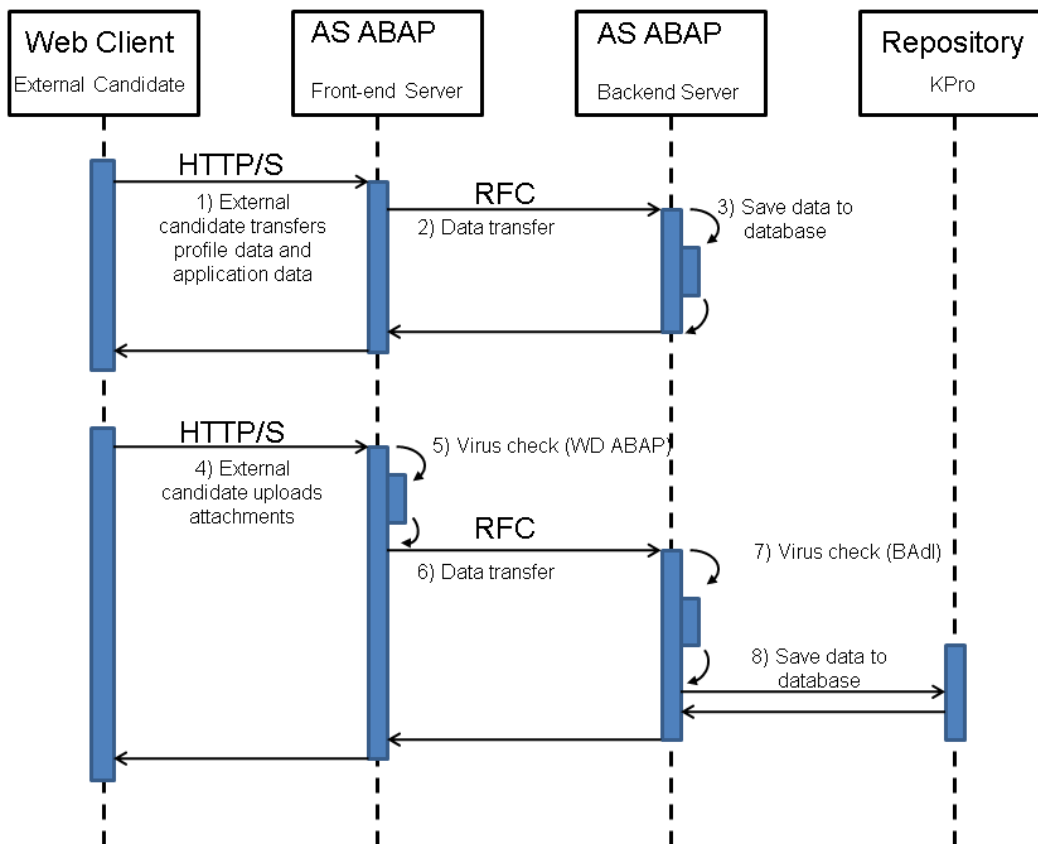 Web Client
External Candidate
AS ABAP
Front-end Server
AS ABAP
Backend Server
Repository
KPro
HTTP/S
1) External
candidate transfers
profile data and
application data
RFC
2) Data transfer
3) Save data to
database
HTTP/S
4) External
candidate uploads
attachments
5) Virus check (WD ABAP)
RFC
6) Data transfer
7) Virus check (BAdI)
8) Save data to
database